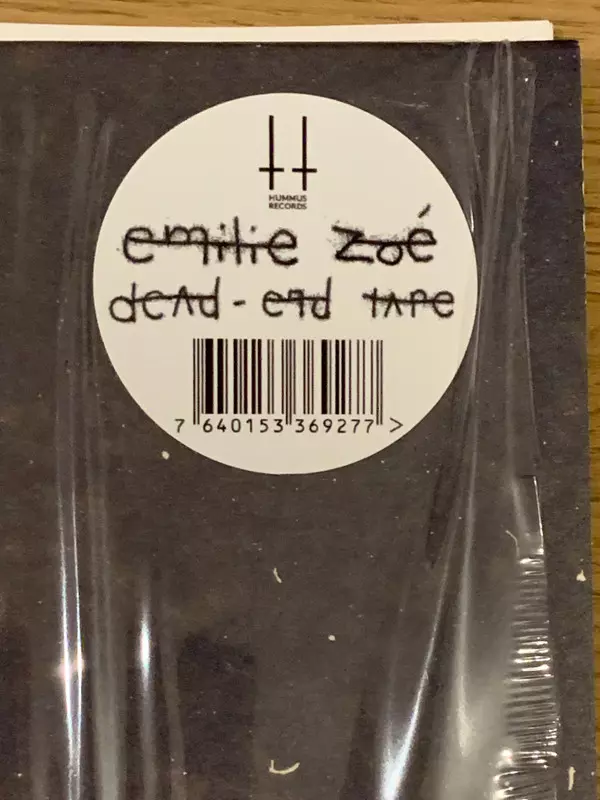 HUMMUS
RECORDS
emilie zoé
dead-end tape
7 640153 369277 >